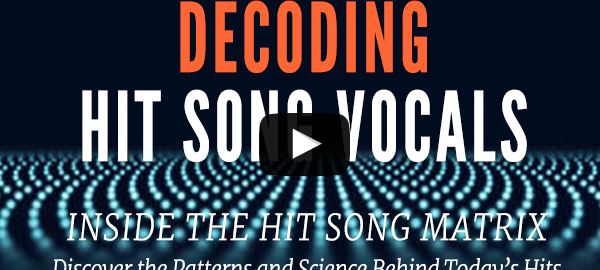 DECODING
HIT SONG VOCALS
INSIDE THE HIT SONG MATRIX
Discover the Patterns and Science Behind Today's Hits